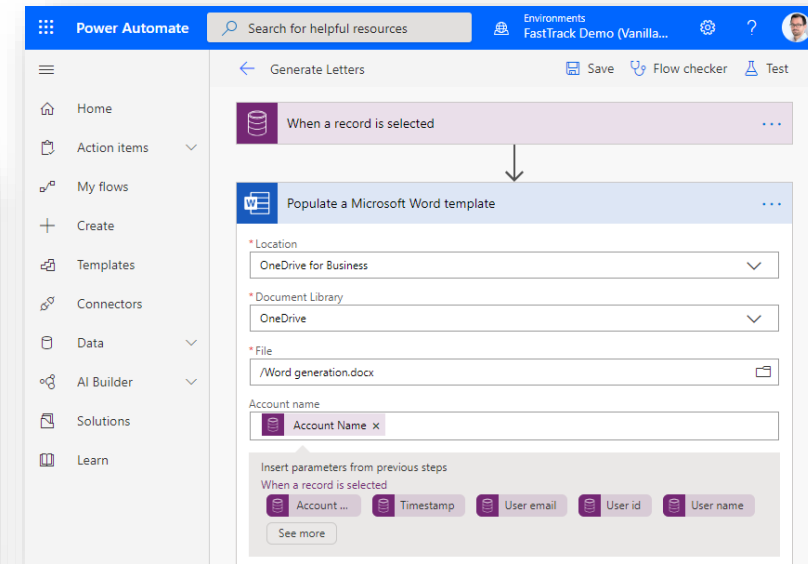 Power Automate
Search for helpful resources
Environments
FastTrack Demo (Vanilla...
?
Generate Letters
Save
Flow checker
Test
Home
Action items
My flows
Create
Templates
Connectors
Data
AI Builder
Solutions
Learn
When a record is selected
...
W
Populate a Microsoft Word template
...
* Location
OneDrive for Business
* Document Library
OneDrive
* File
/Word generation.docx
Account name
Account Name ×
Insert parameters from previous steps
When a record is selected
Account ...
Timestamp
User email
User id
User name
See more